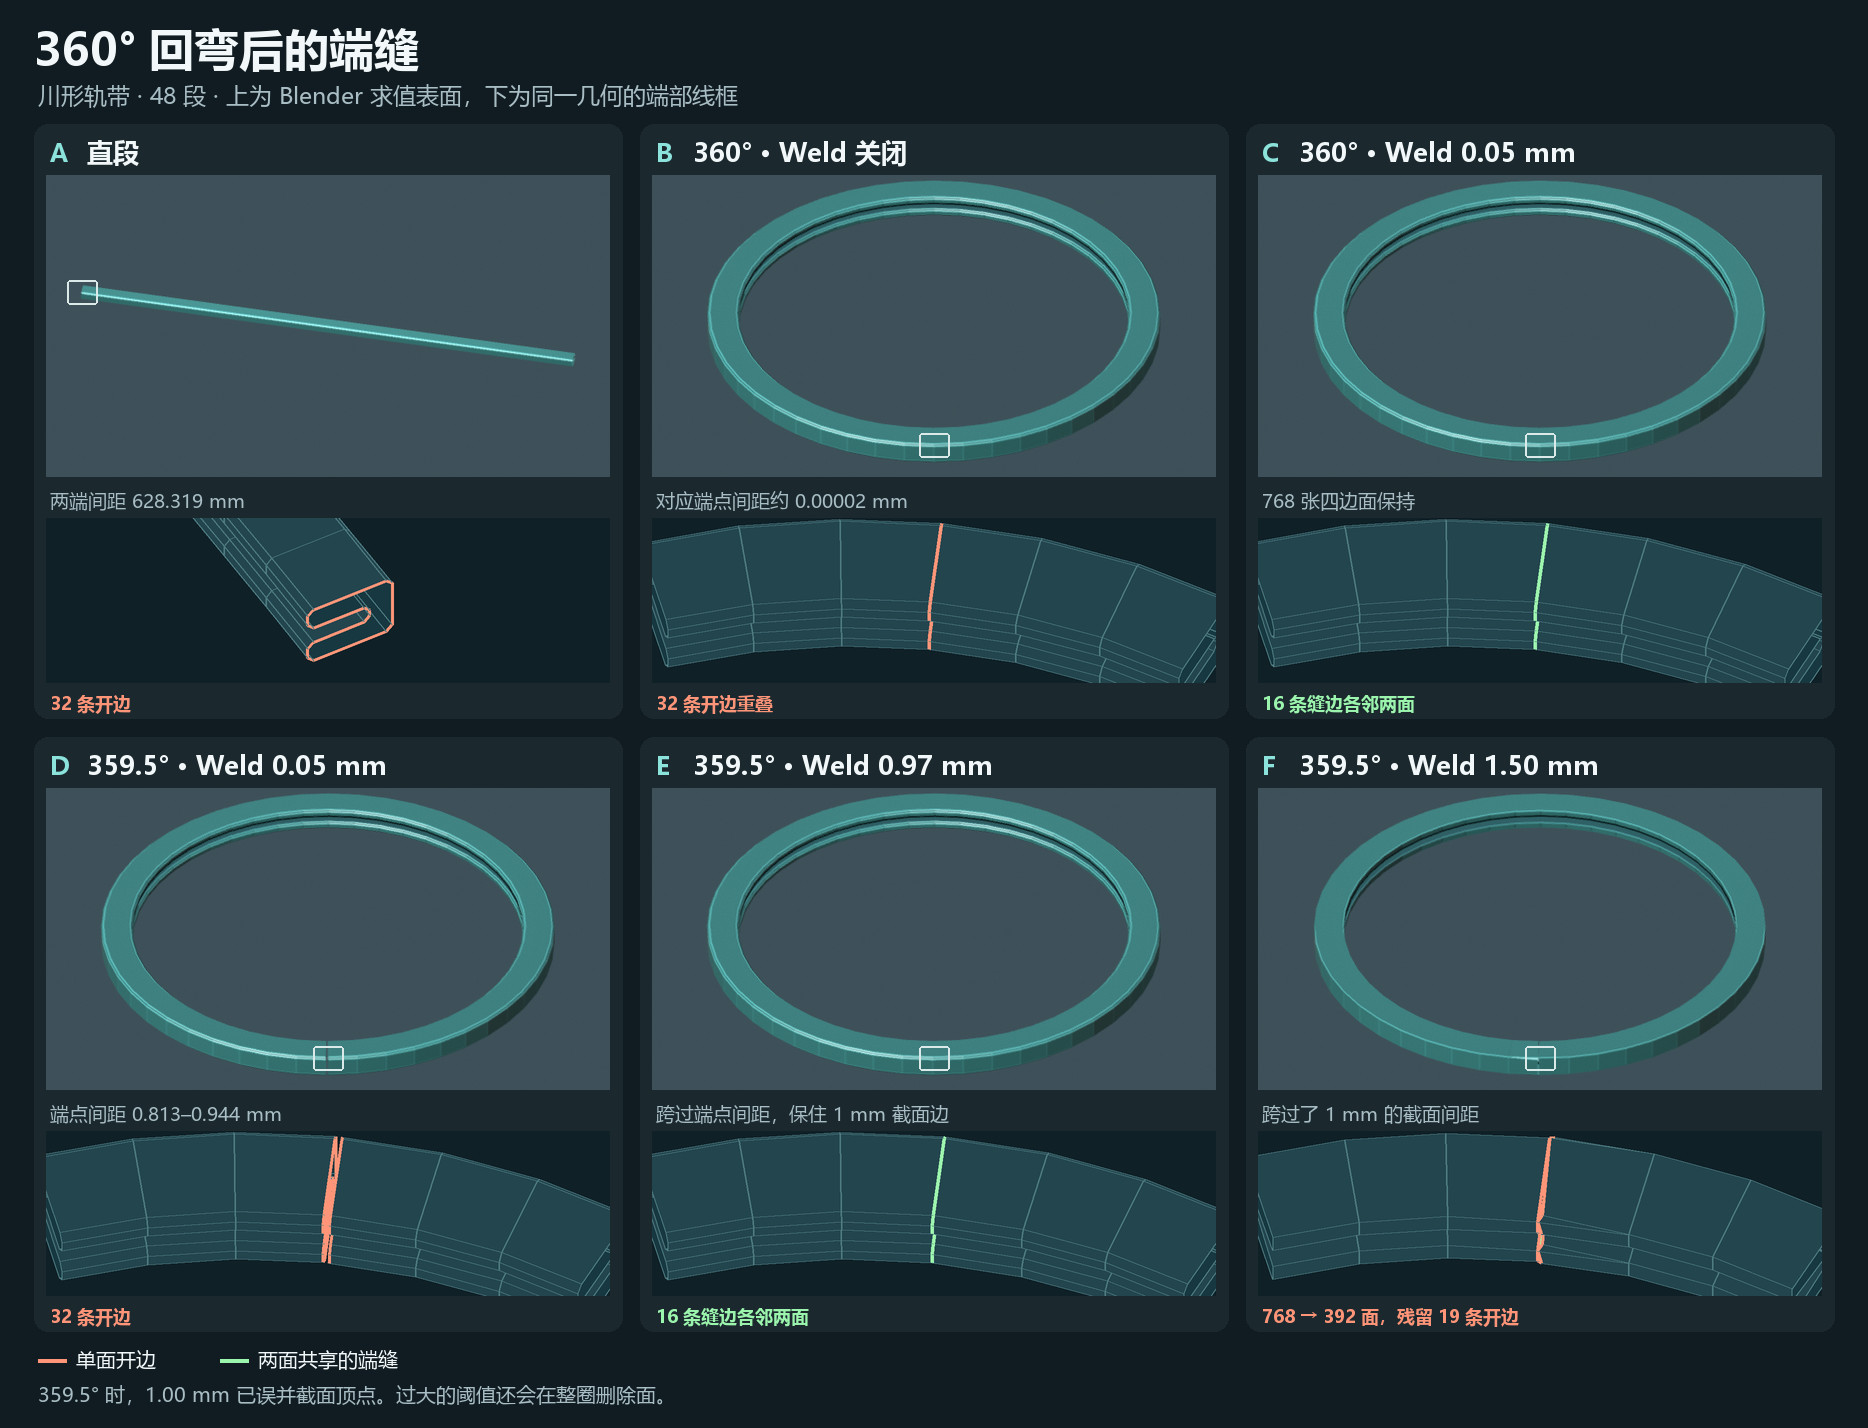 360° 回弯后的端缝
川形轨带 · 48 段 · 上为 Blender 求值表面，下为同一几何的端部线框
A 直段
两端间距 628.319 mm
32 条开边
B 360° • Weld 关闭
对应端点间距约 0.00002 mm
32 条开边重叠
C 360° • Weld 0.05 mm
768 张四边面保持
16 条缝边各邻两面
D 359.5° • Weld 0.05 mm
端点间距 0.813–0.944 mm
32 条开边
E 359.5° • Weld 0.97 mm
跨过端点间距，保住 1 mm 截面边
16 条缝边各邻两面
F 359.5° • Weld 1.50 mm
跨过了 1 mm 的截面间距
768 → 392 面，残留 19 条开边
单面开边
两面共享的端缝
359.5° 时，1.00 mm 已误并截面顶点。过大的阈值还会在整圈删除面。